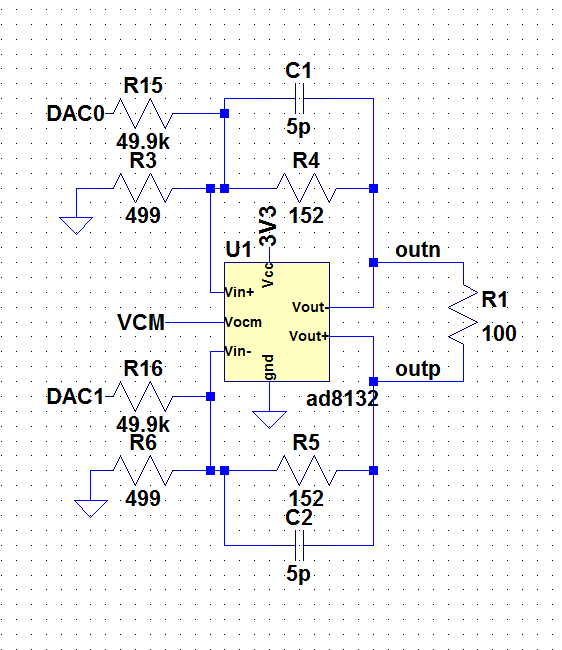 C1
R15
DAC0
5p
49.9k
R3
R4
499
152
3V3
U1
Vcc
outn
Vin+
Vout-
R1
VCM
Vocm
100
Vout+
Vin-
R16
gnd
outp
DAC1
ad8132
49.9k
R6
R5
499
152
C2
5p